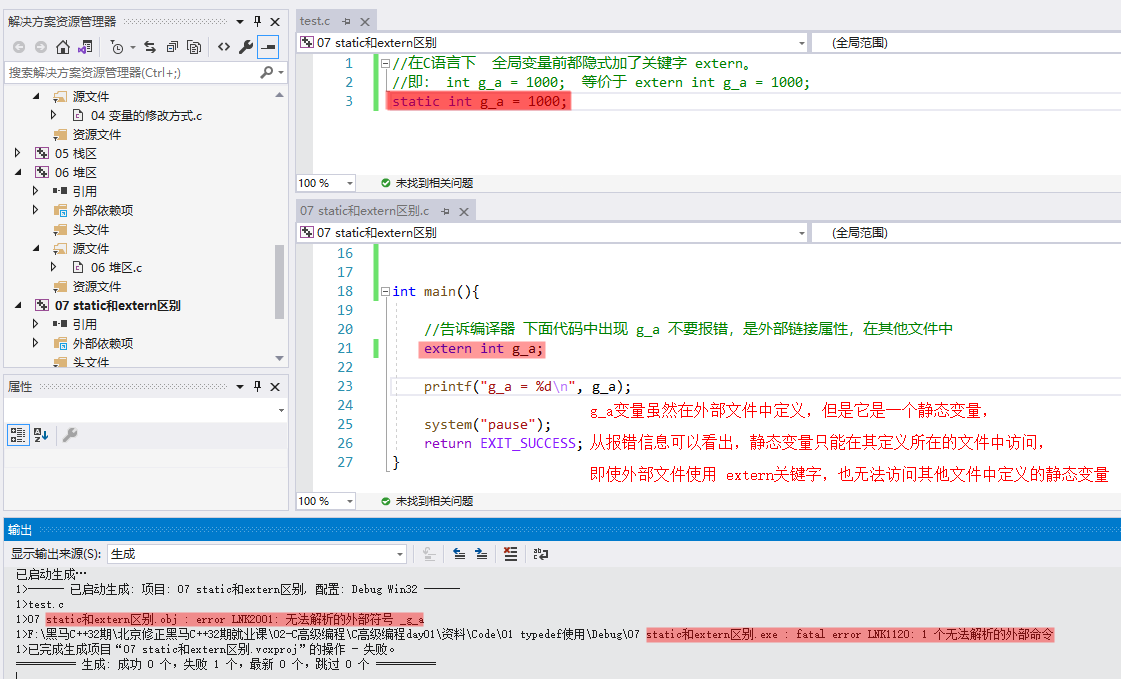 解决方案资源管理器
搜索解决方案资源管理器(Ctrl+;)
源文件
04 变量的修改方式.c
资源文件
05 栈区
06 堆区
引用
外部依赖项
头文件
源文件
06 堆区.c
资源文件
07 static和extern区别
引用
外部依赖项
头文件
属性
test.c
07 static和extern区别
(全局范围)
1 //在C语言下 全局变量前都隐式加了关键字 extern。
2 //即: int g_a = 1000; 等价于 extern int g_a = 1000;
3 static int g_a = 1000;
100 %
未找到相关问题
07 static和extern区别.c
07 static和extern区别
(全局范围)
16
17
18 int main(){
19
20 //告诉编译器 下面代码中出现 g_a 不要报错，是外部链接属性，在其他文件中
21 extern int g_a;
22
23 printf("g_a = %d\n", g_a);
24 g_a变量虽然在外部文件中定义，但是它是一个静态变量，
25 system("pause");
26 return EXIT_SUCCESS; 从报错信息可以看出，静态变量只能在其定义所在的文件中访问，
27 }
即使外部文件使用 extern关键字，也无法访问其他文件中定义的静态变量
100 %
未找到相关问题
输出
显示输出来源(S): 生成
已启动生成…
1>------ 已启动生成: 项目: 07 static和extern区别, 配置: Debug Win32 ------
1>test.c
1>07 static和extern区别.obj : error LNK2001: 无法解析的外部符号 _g_a
1>F:\黑马C++32期\北京修正黑马C++32期就业课\02-C高级编程\C高级编程day01\资料\Code\01 typedef使用\Debug\07 static和extern区别.exe : fatal error LNK1120: 1 个无法解析的外部命令
1>已完成生成项目“07 static和extern区别.vcxproj”的操作 - 失败。
========== 生成: 成功 0 个，失败 1 个，最新 0 个，跳过 0 个 ==========